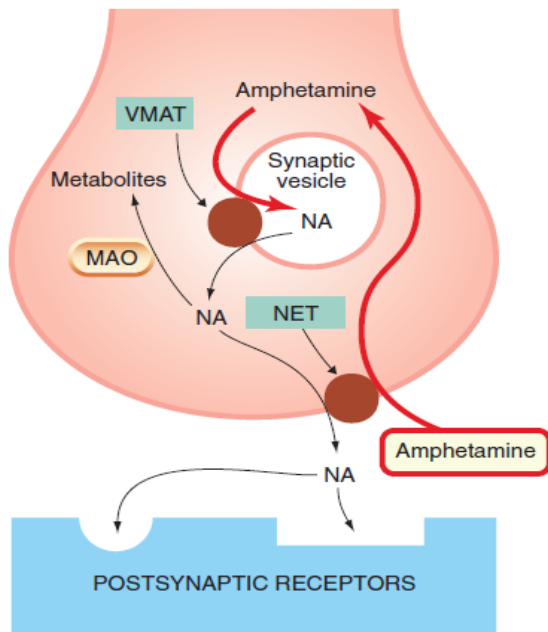 Amphetamine
VMAT
Synaptic
vesicle
Metabolites
NA
MAO
NA
NET
Amphetamine
NA
POSTSYNAPTIC RECEPTORS